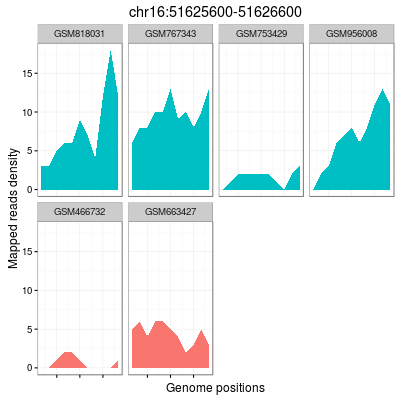 chr16:51625600-51626600
GSM818031 GSM767343 GSM753429 GSM956008
15
10
5
0
GSM466732 GSM663427
15
10
5
0
Mapped reads density
Genome positions